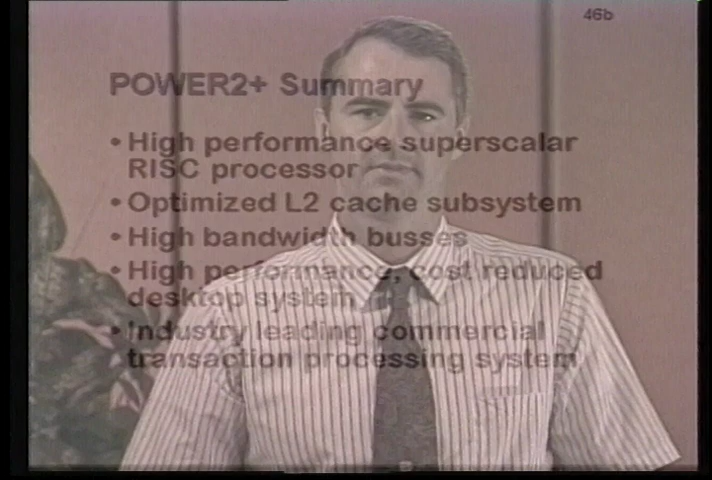 46b
POWER2+ Summary
• High performance superscalar
RISC processor
• Optimized L2 cache subsystem
• High bandwidth busses
• High performance, cost reduced
desktop system
• Industry leading commercial
transaction processing system